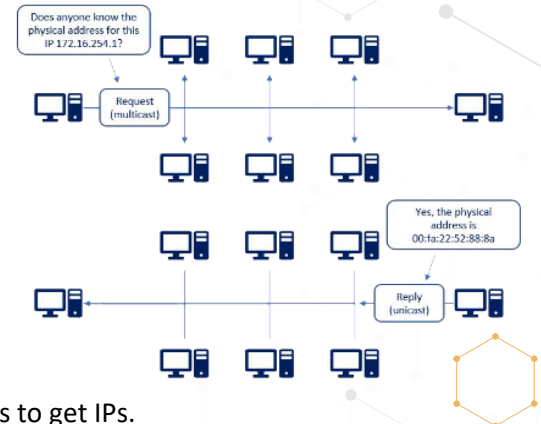 Does anyone know the
physical address for this
IP 172.16.254.1?
Request
(multicast)
Yes, the physical
address is
00:fa:22:52:88:8a
Reply
(unicast)
s to get IPs.